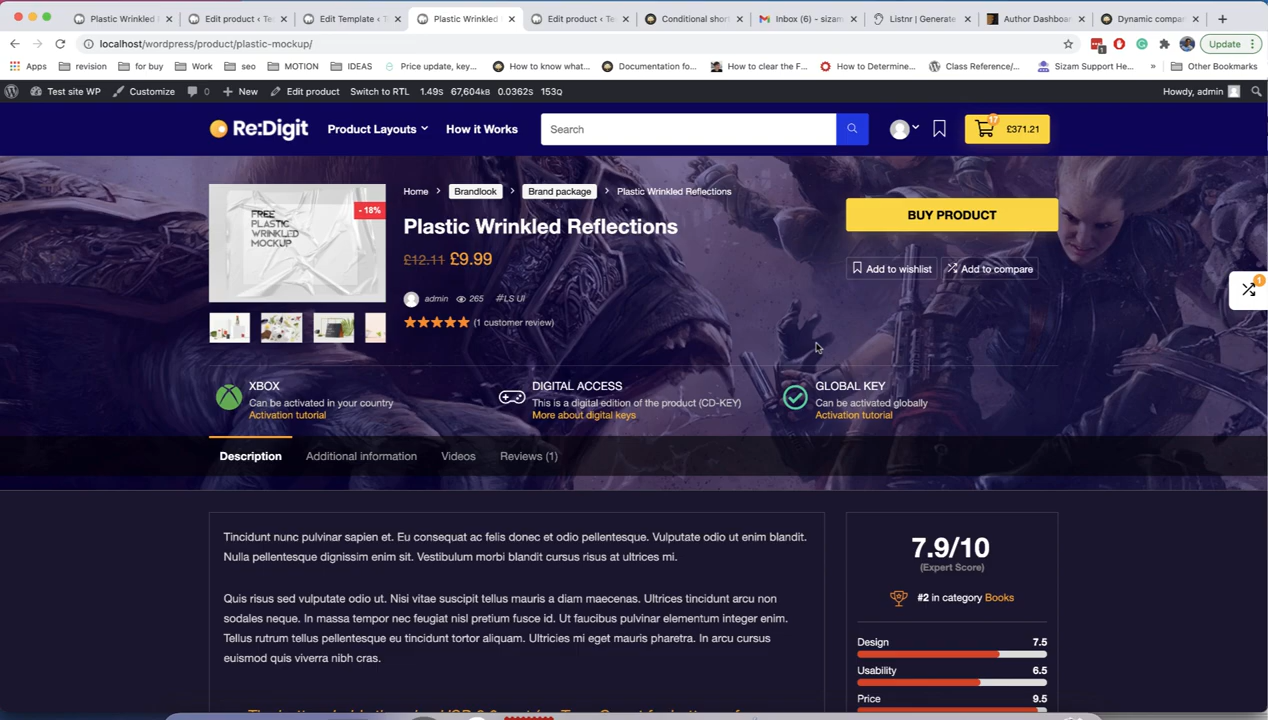 Plastic Wrinkled
Edit product ‹ Te
Edit Template ‹ T
Plastic Wrinkled
Edit product ‹ Te
Conditional shor
Inbox (6) - sizam
Listnr | Generate
Author Dashboar
Dynamic compa
localhost/wordpress/product/plastic-mockup/
Update
Apps
revision
for buy
Work
seo
MOTION
IDEAS
Price update, key...
How to know what...
Documentation fo...
How to clear the F...
How to Determine...
Class Reference/...
Sizam Support He...
»
Other Bookmarks
Test site WP
Customize
0
New
Edit product
Switch to RTL
1.49s 67,604kB 0.0362s 153Q
Howdy, admin
Re:Digit
Product Layouts
How it Works
Search
17
£371.21
FREE
PLASTIC
WRINKLED
MOCKUP
- 18%
Home > Brandlook > Brand package > Plastic Wrinkled Reflections
Plastic Wrinkled Reflections
£12.11 £9.99
admin 265 #LS UI
(1 customer review)
BUY PRODUCT
Add to wishlist
Add to compare
1
XBOX
Can be activated in your country
Activation tutorial
DIGITAL ACCESS
This is a digital edition of the product (CD-KEY)
More about digital keys
GLOBAL KEY
Can be activated globally
Activation tutorial
Description
Additional information
Videos
Reviews (1)
Tincidunt nunc pulvinar sapien et. Eu consequat ac felis donec et odio pellentesque. Vulputate odio ut enim blandit.
Nulla pellentesque dignissim enim sit. Vestibulum morbi blandit cursus risus at ultrices mi.
Quis risus sed vulputate odio ut. Nisi vitae suscipit tellus mauris a diam maecenas. Ultrices tincidunt arcu non
sodales neque. In massa tempor nec feugiat nisl pretium fusce id. Ut faucibus pulvinar elementum integer enim.
Tellus rutrum tellus pellentesque eu tincidunt tortor aliquam. Ultricies mi eget mauris pharetra. In arcu cursus
euismod quis viverra nibh cras.
7.9/10
(Expert Score)
#2 in category Books
Design 7.5
Usability 6.5
Price 9.5